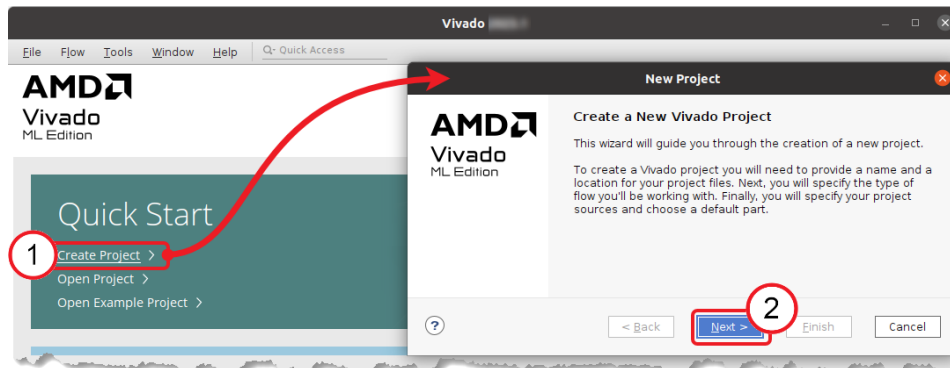 Vivado
File Flow Tools Window Help Q- Quick Access
AMD
Vivado
ML Edition
Quick Start
1
Create Project >
Open Project >
Open Example Project >
New Project
AMD
Vivado
ML Edition
Create a New Vivado Project
This wizard will guide you through the creation of a new project.
To create a Vivado project you will need to provide a name and a
location for your project files. Next, you will specify the type of
flow you'll be working with. Finally, you will specify your project
sources and choose a default part.
2
? < Back Next > Finish Cancel